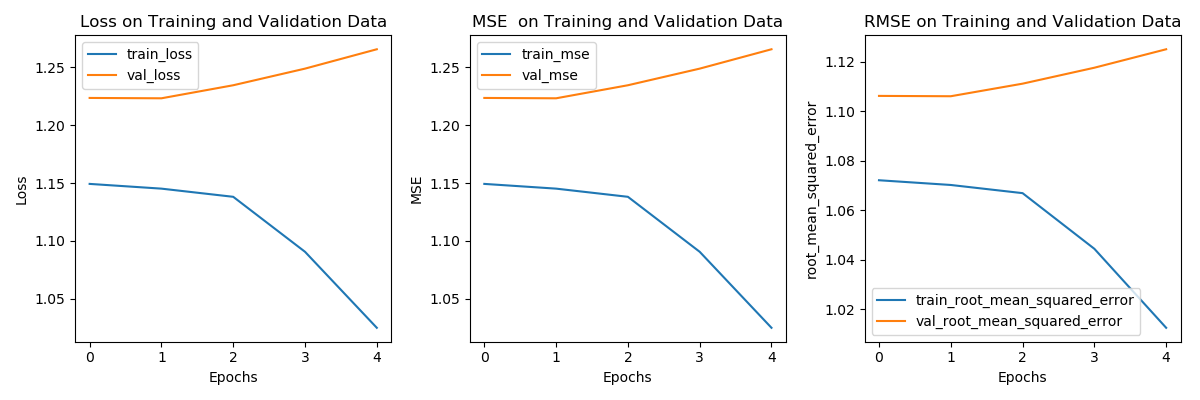 Loss on Training and Validation Data
train_loss
val_loss
1.25
1.20
1.15
1.10
1.05
Loss
0 1 2 3 4
Epochs
MSE  on Training and Validation Data
train_mse
val_mse
1.25
1.20
1.15
1.10
1.05
MSE
0 1 2 3 4
Epochs
RMSE on Training and Validation Data
1.12
1.10
1.08
1.06
1.04
1.02
root_mean_squared_error
train_root_mean_squared_error
val_root_mean_squared_error
0 1 2 3 4
Epochs